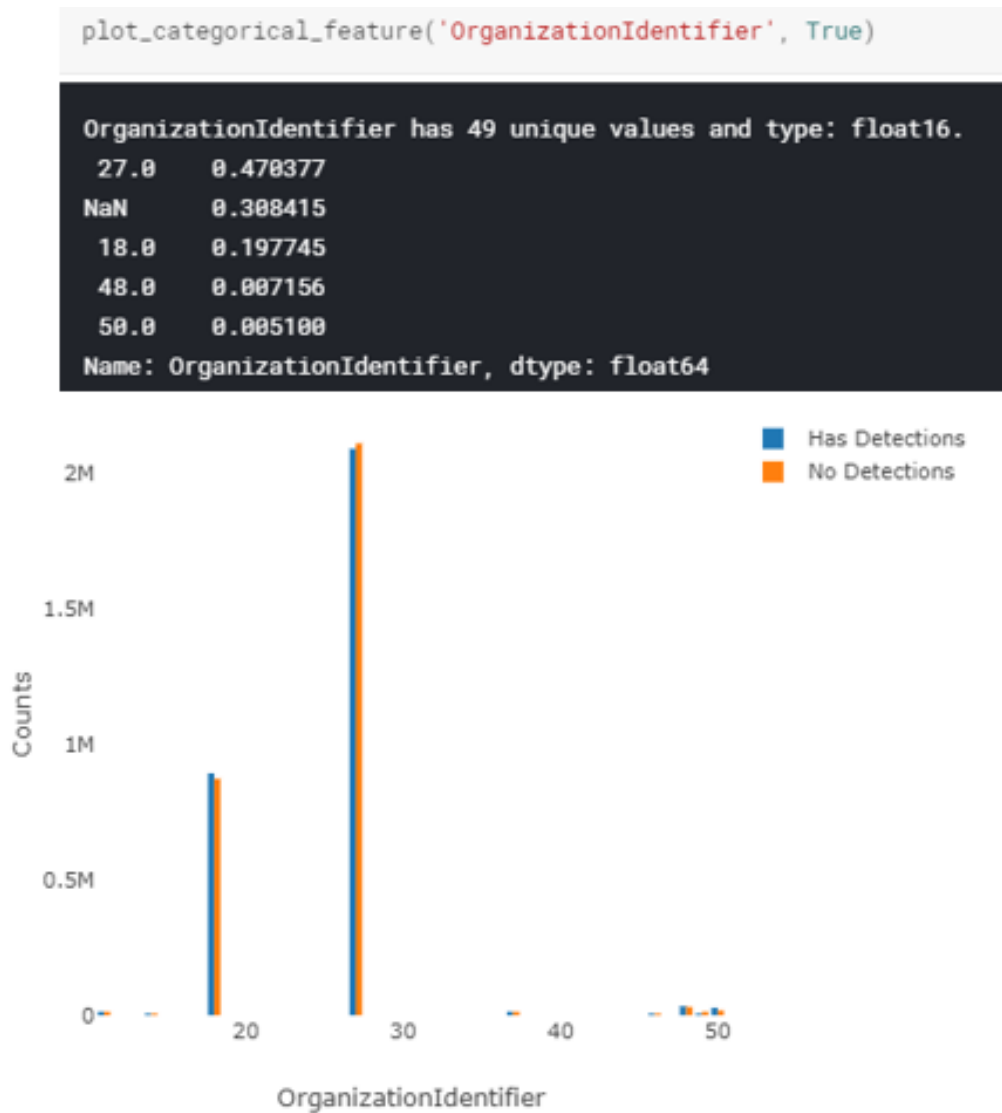 plot_categorical_feature('OrganizationIdentifier', True)
OrganizationIdentifier has 49 unique values and type: float16.
27.0 0.470377
NaN 0.308415
18.0 0.197745
48.0 0.007156
50.0 0.005100
Name: OrganizationIdentifier, dtype: float64
Has Detections
No Detections
2M
1.5M
1M
0.5M
0
Counts
20 30 40 50
OrganizationIdentifier